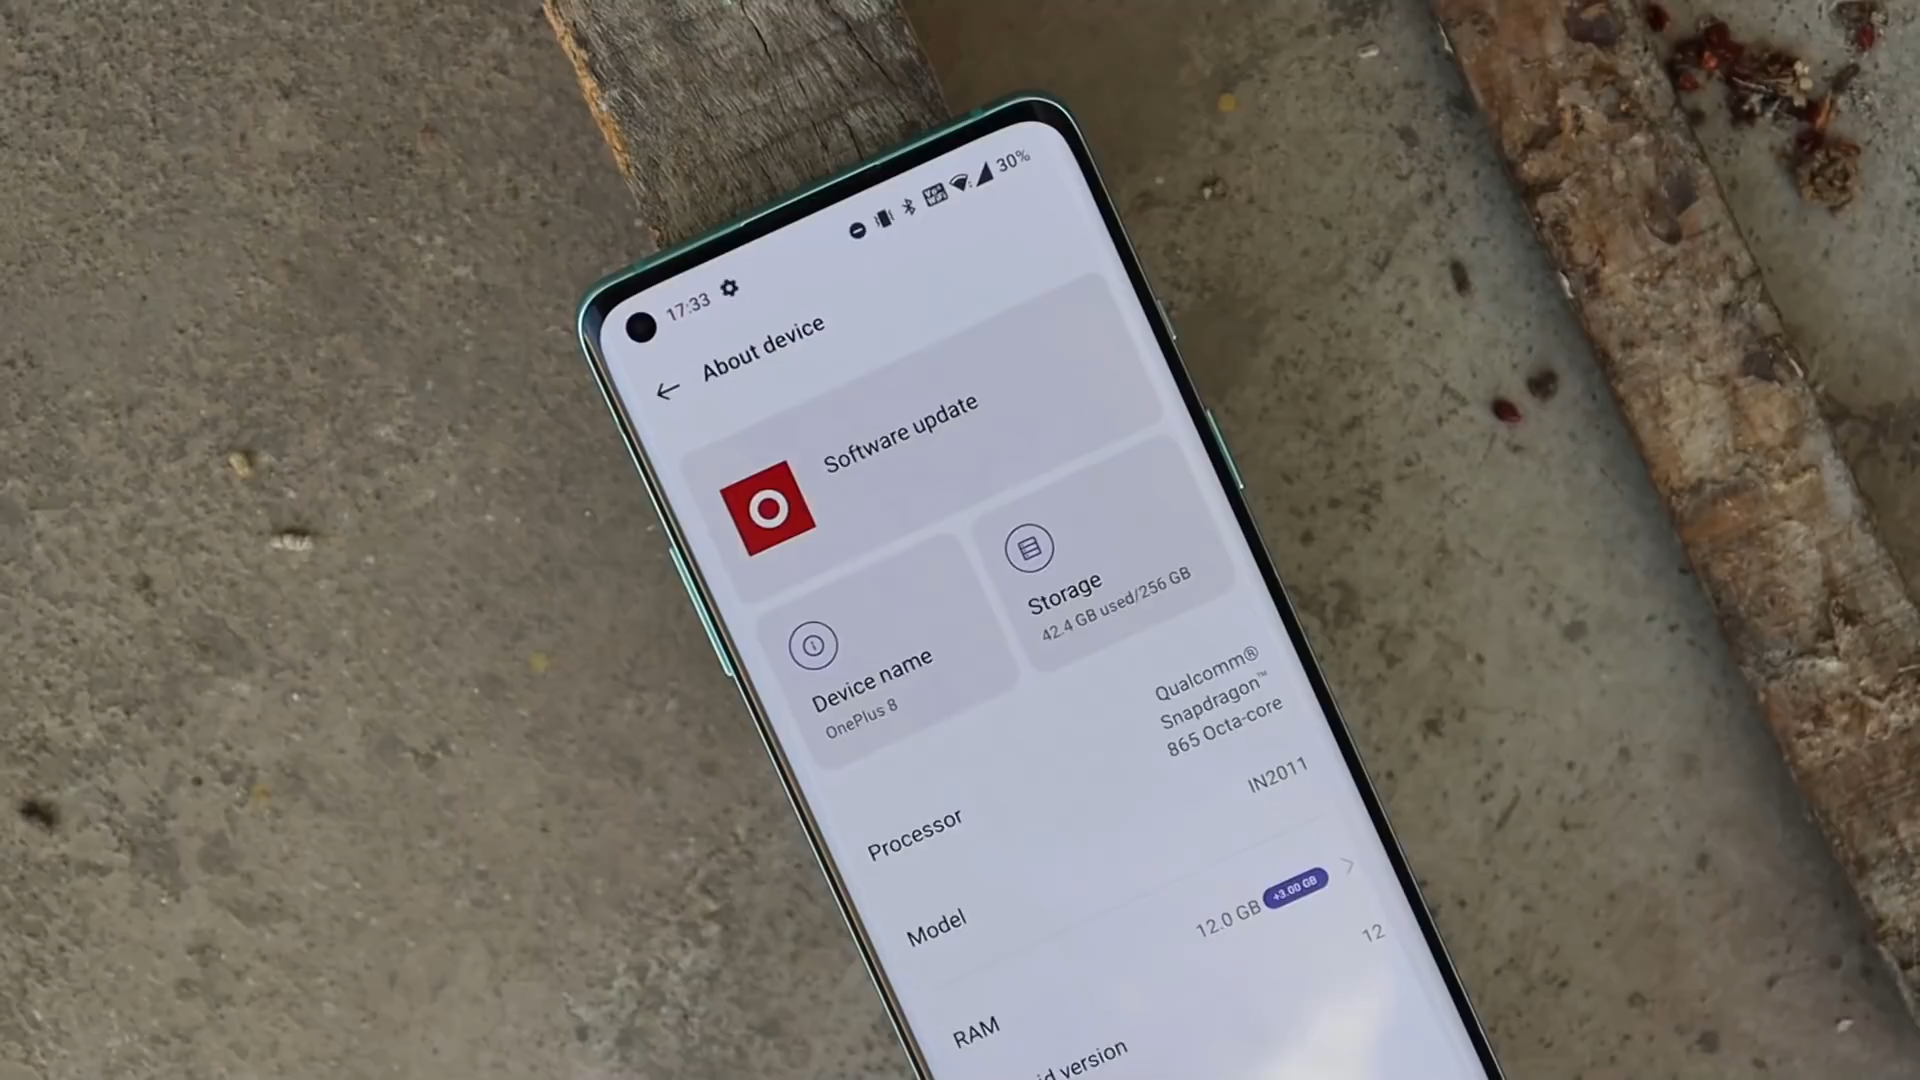 17:33
30%
About device
Software update
Device name
OnePlus 8
Storage
42.4 GB used/256 GB
Processor
Qualcomm®
Snapdragon™
865 Octa-core
Model
IN2011
RAM
12.0 GB +3.00 GB
version
12